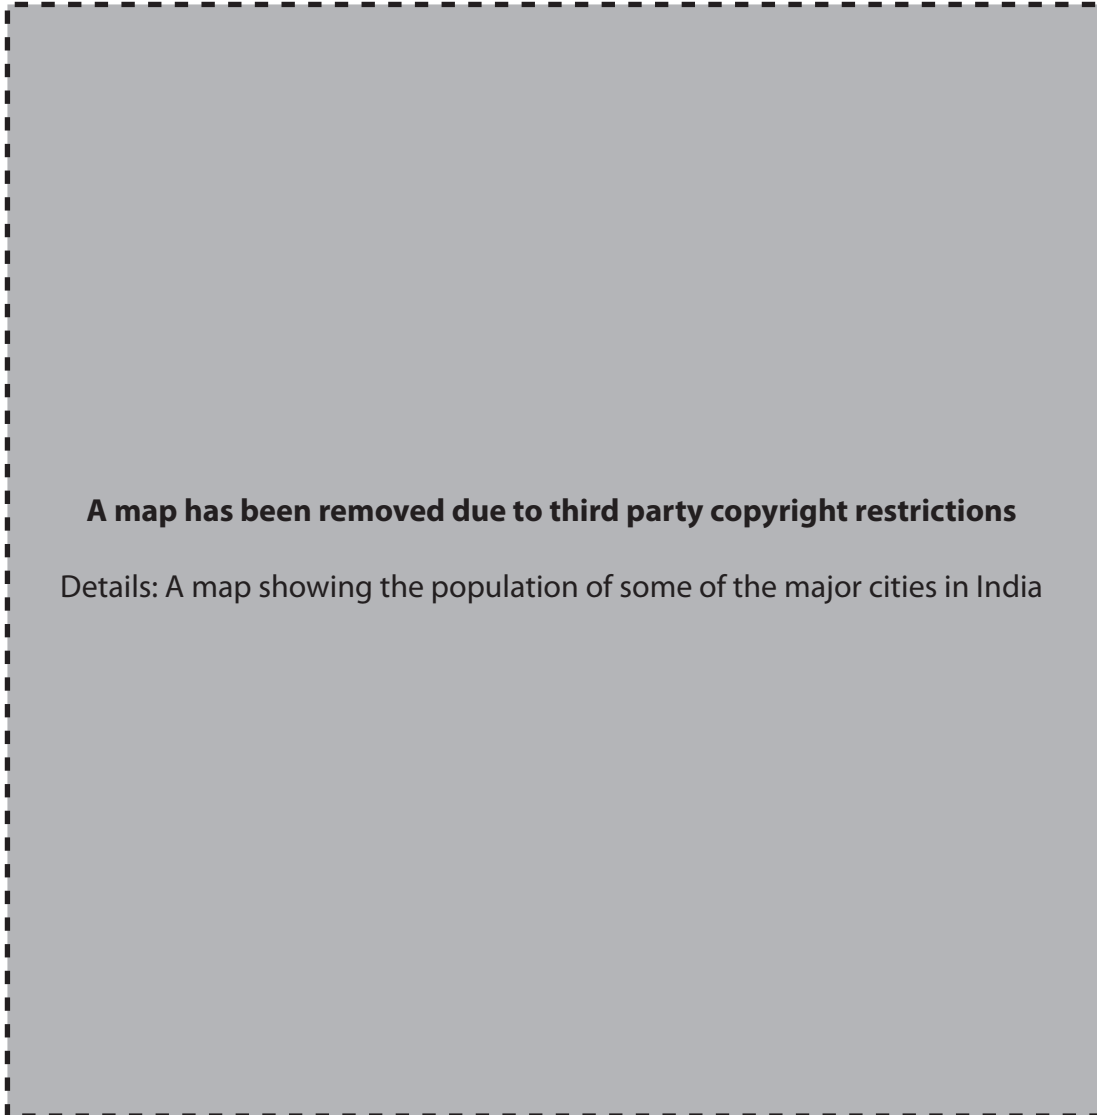 A map has been removed due to third party copyright restrictions
Details: A map showing the population of some of the major cities in India